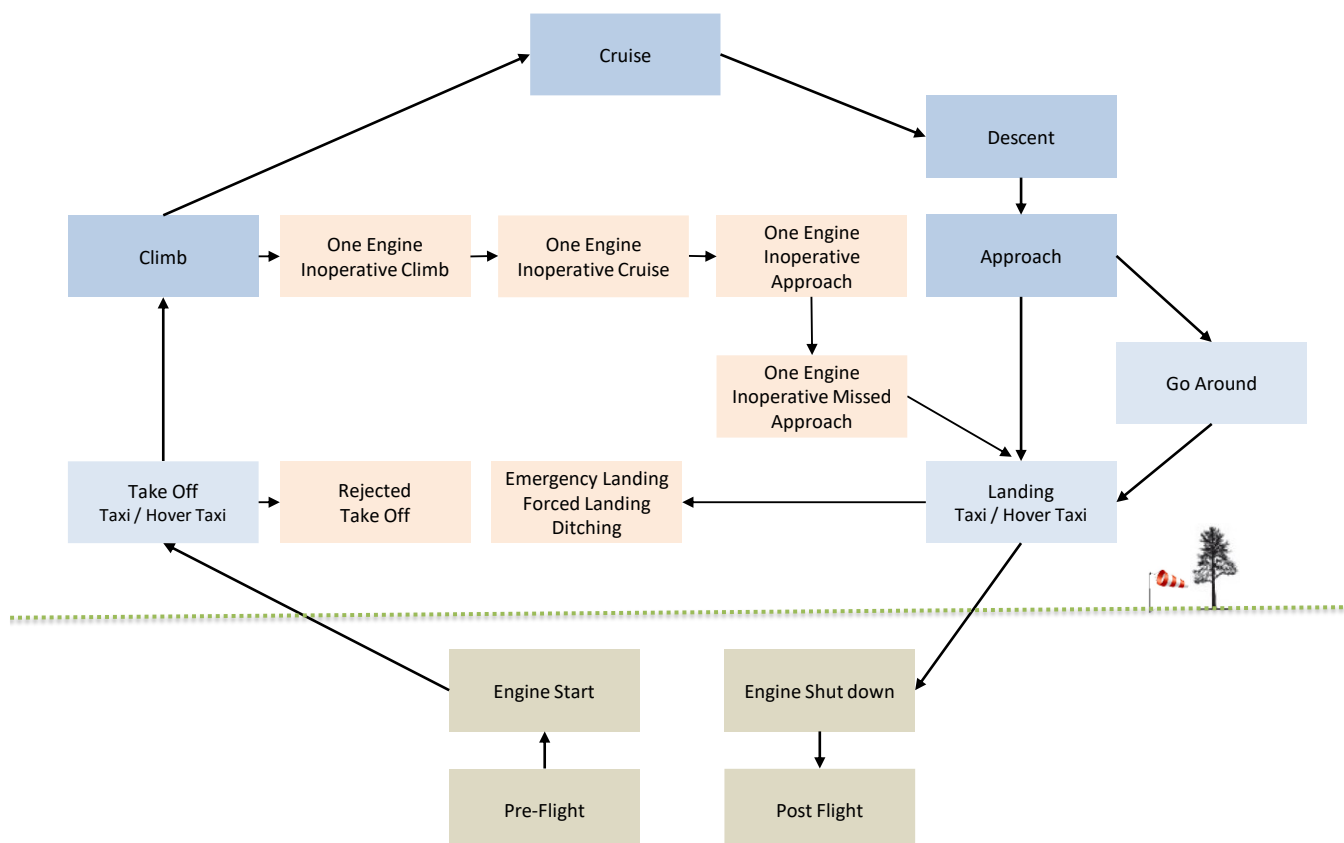 Cruise
Descent
Climb
One Engine
Inoperative Climb
One Engine
Inoperative Cruise
One Engine
Inoperative
Approach
Approach
One Engine
Inoperative Missed
Approach
Go Around
Take Off
Taxi / Hover Taxi
Rejected
Take Off
Emergency Landing
Forced Landing
Ditching
Landing
Taxi / Hover Taxi
Engine Start
Engine Shut down
Pre-Flight
Post Flight